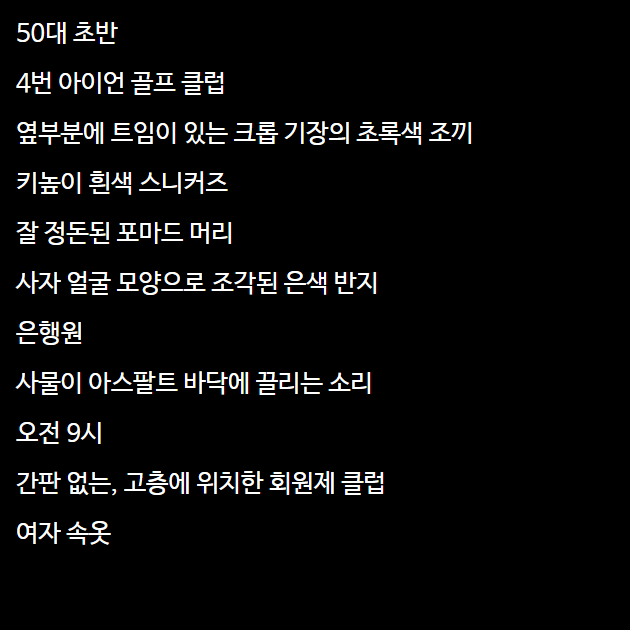 50대 초반
4번 아이언 골프 클럽
옆부분에 트임이 있는 크롭 기장의 초록색 조끼
키높이 흰색 스니커즈
잘 정돈된 포마드 머리
사자 얼굴 모양으로 조각된 은색 반지
은행원
사물이 아스팔트 바닥에 끌리는 소리
오전 9시
간판 없는, 고층에 위치한 회원제 클럽
여자 속옷